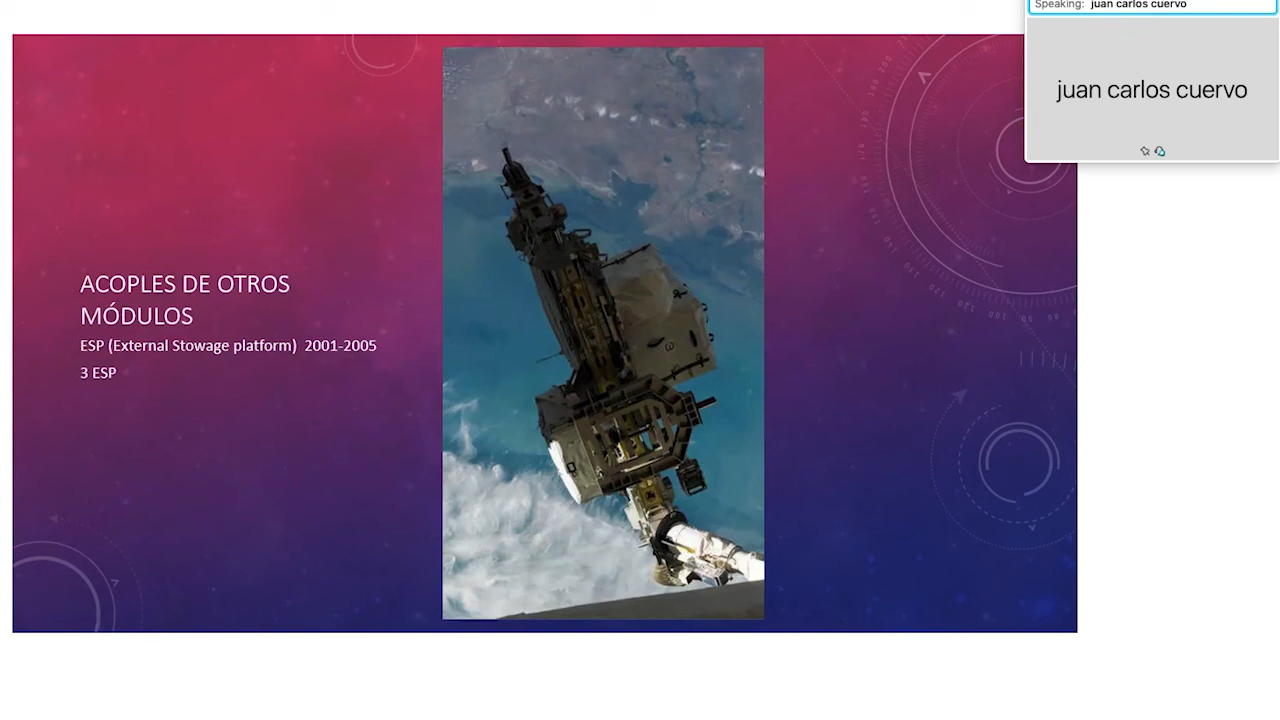 Speaking: juan carlos cuervo
juan carlos cuervo
ACOPLES DE OTROS
MÓDULOS
ESP (External Stowage platform) 2001-2005
3 ESP